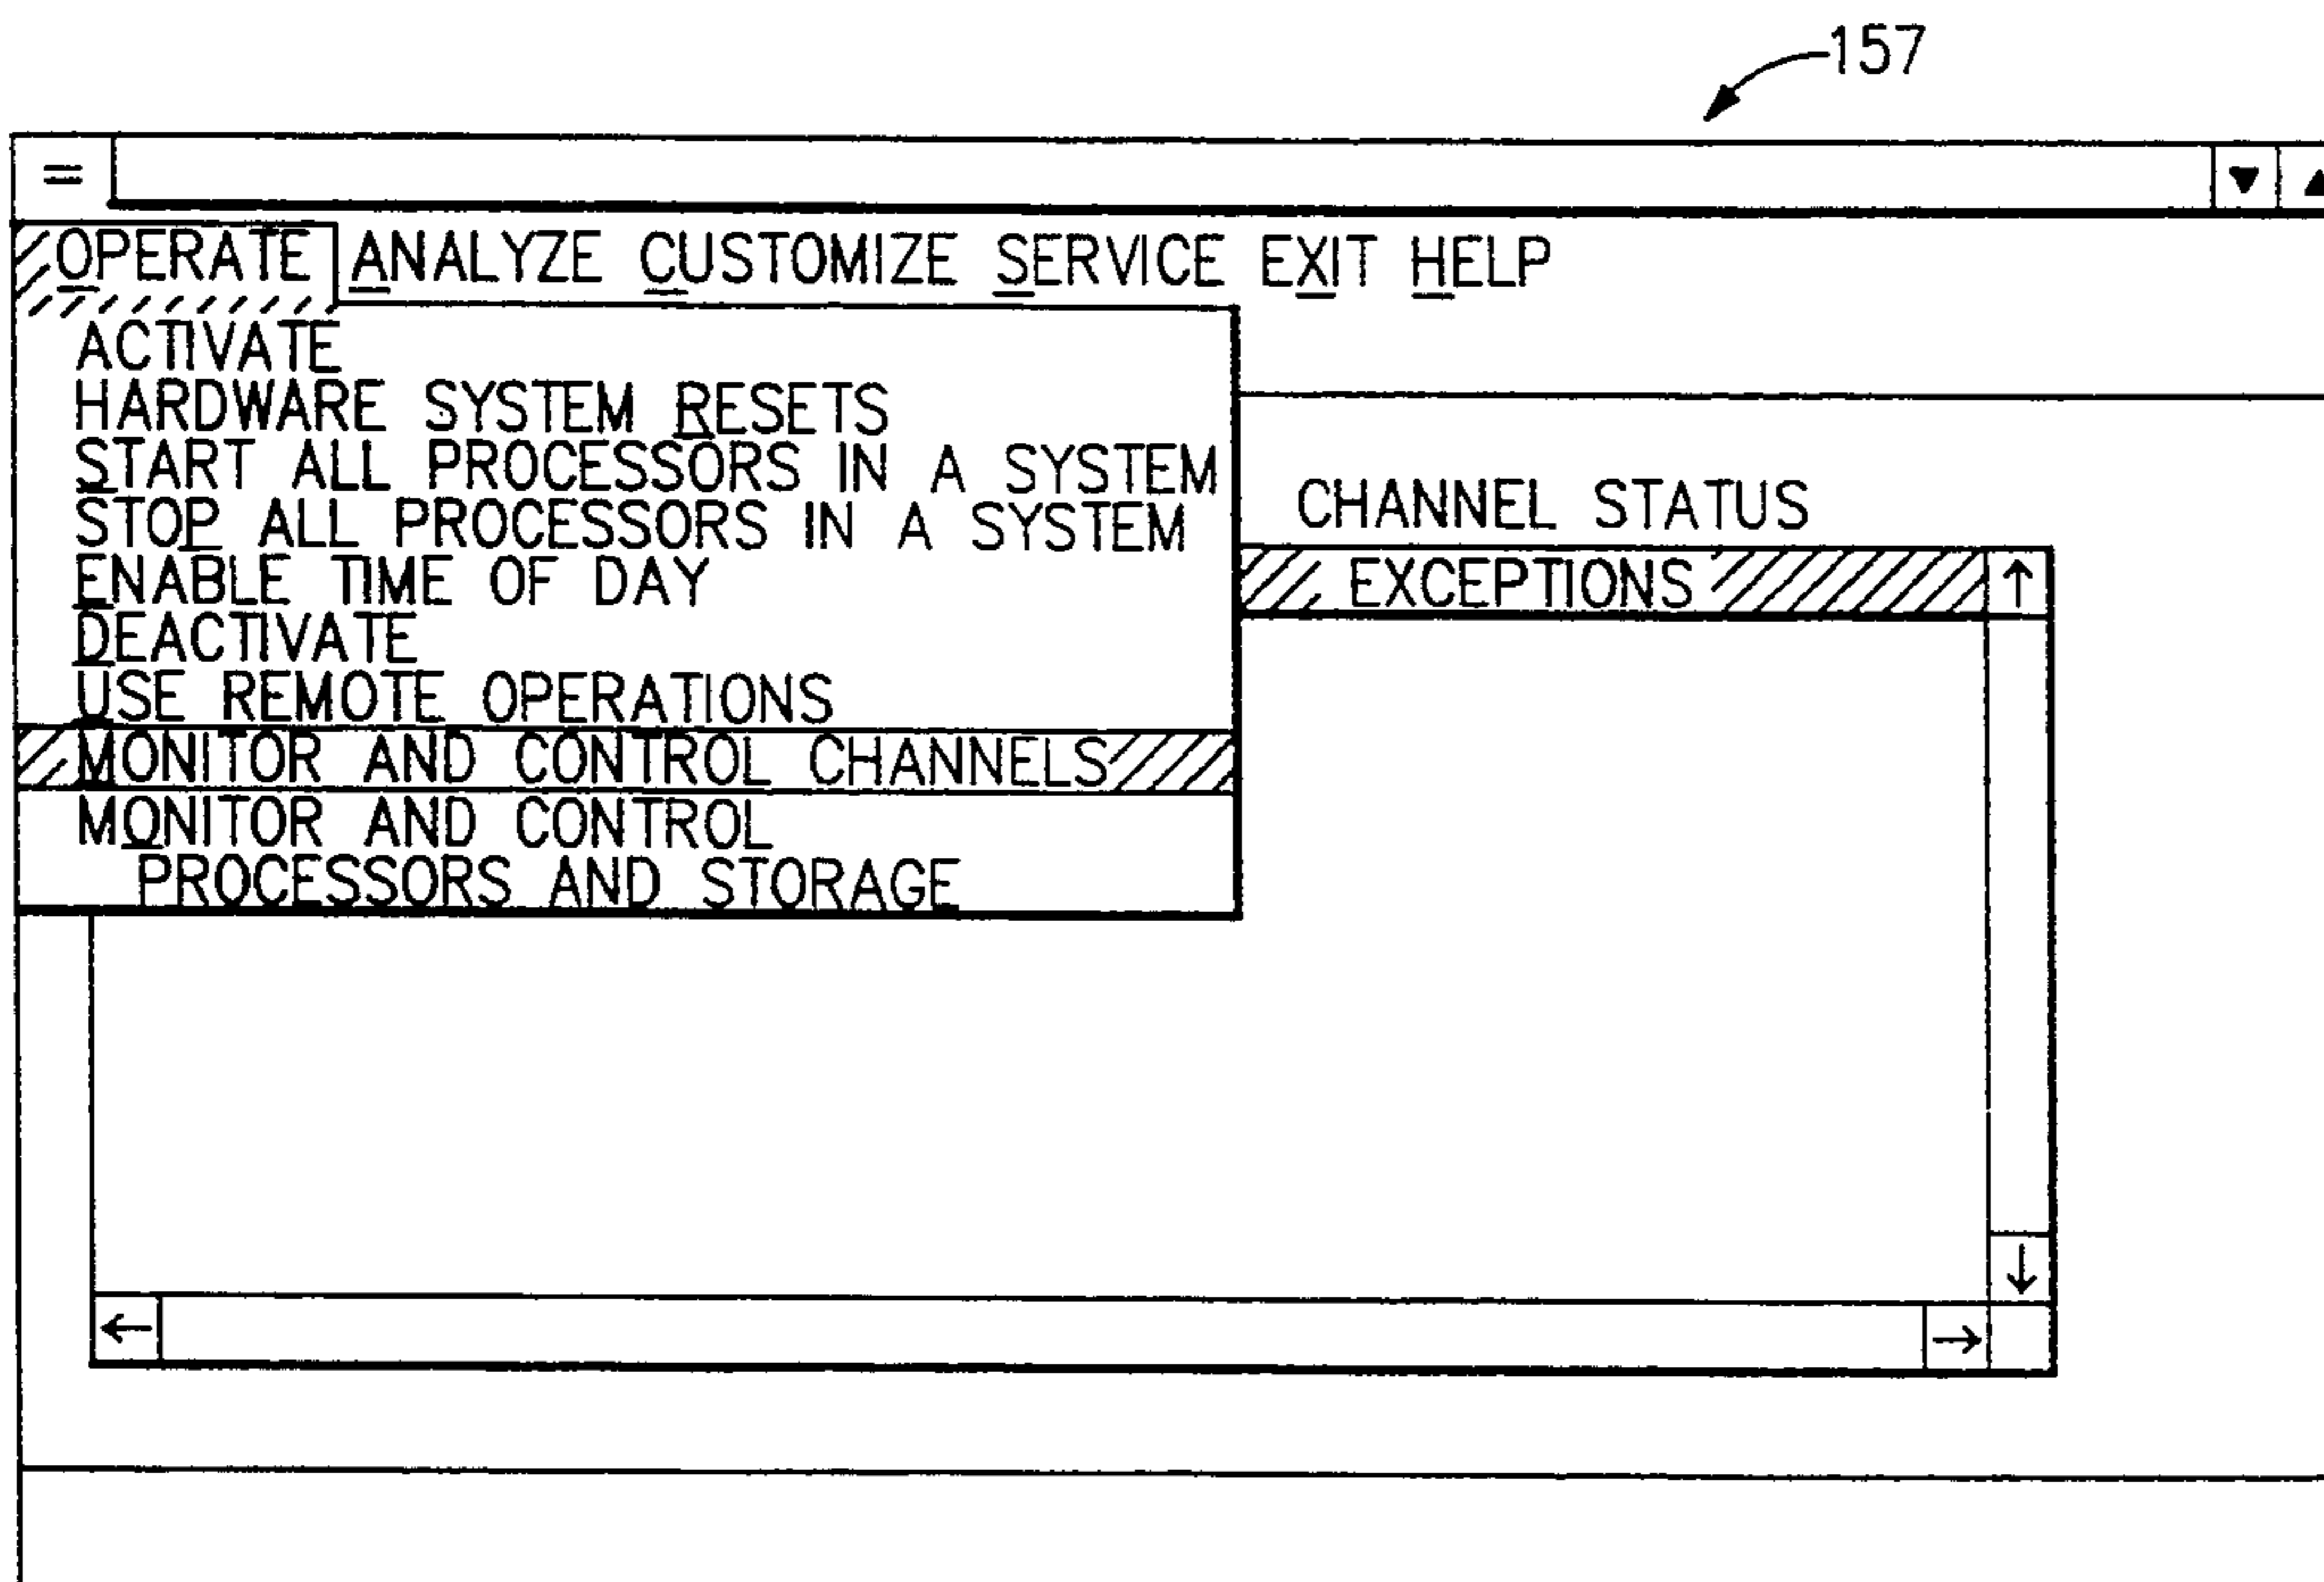 157
=
OPERATE ANALYZE CUSTOMIZE SERVICE EXIT HELP
ACTIVATE
HARDWARE SYSTEM RESETS
START ALL PROCESSORS IN A SYSTEM
STOP ALL PROCESSORS IN A SYSTEM
ENABLE TIME OF DAY
DEACTIVATE
USE REMOTE OPERATIONS
MONITOR AND CONTROL CHANNELS
MONITOR AND CONTROL
PROCESSORS AND STORAGE
CHANNEL STATUS
EXCEPTIONS